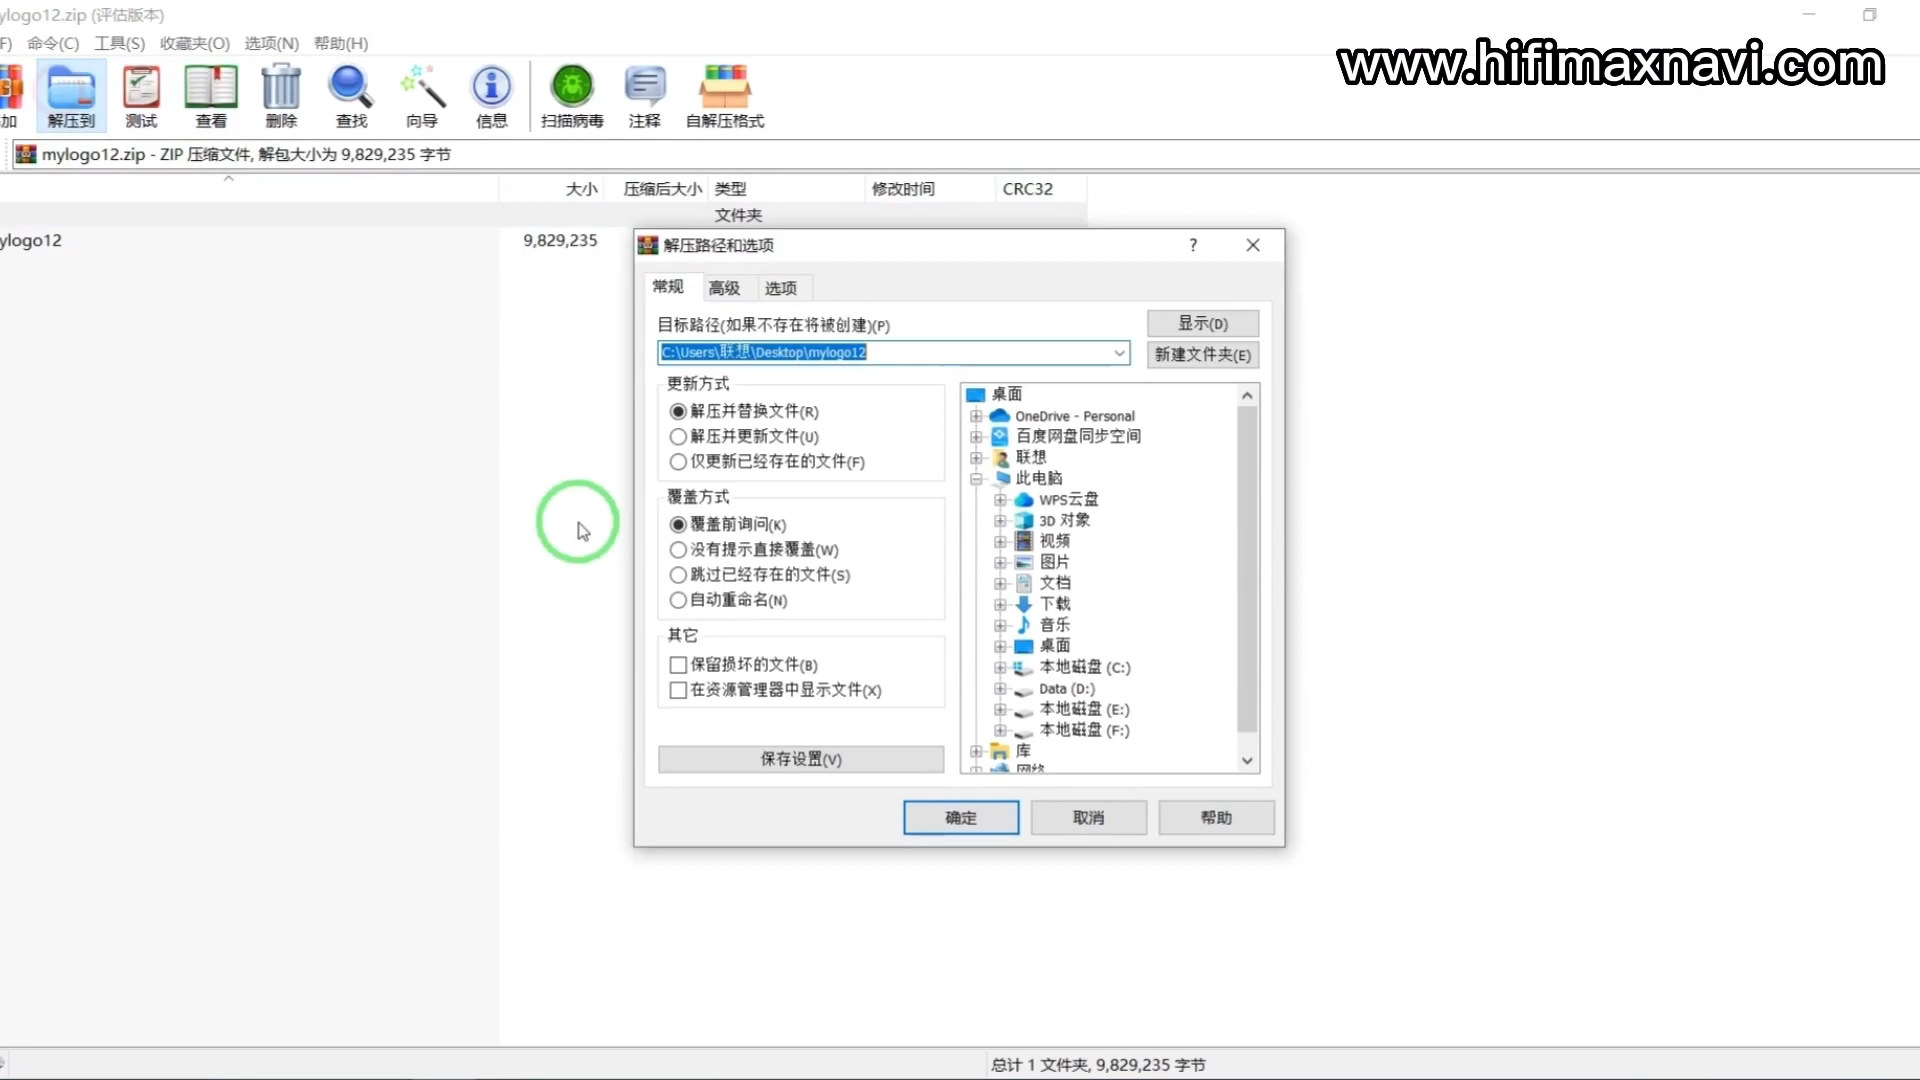 ylogo12.zip (评估版本)
www.hifimaxnavi.com
F) 命令(C) 工具(S) 收藏夹(O) 选项(N) 帮助(H)
加 解压到 测试 查看 删除 查找 向导 信息 扫描病毒 注释 自解压格式
mylogo12.zip - ZIP 压缩文件, 解包大小为 9,829,235 字节
大小 压缩后大小 类型 修改时间 CRC32
文件夹
ylogo12 9,829,235
解压路径和选项
常规 高级 选项
目标路径(如果不存在将被创建)(P)
显示(D)
C:\Users\联想\Desktop\mylogo12
新建文件夹(E)
更新方式
解压并替换文件(R)
解压并更新文件(U)
仅更新已经存在的文件(F)
覆盖方式
覆盖前询问(K)
没有提示直接覆盖(W)
跳过已经存在的文件(S)
自动重命名(N)
其它
保留损坏的文件(B)
在资源管理器中显示文件(X)
保存设置(V)
桌面
OneDrive - Personal
百度网盘同步空间
联想
此电脑
WPS云盘
3D 对象
视频
图片
文档
下载
音乐
桌面
本地磁盘 (C:)
Data (D:)
本地磁盘 (E:)
本地磁盘 (F:)
库
网络
确定 取消 帮助
总计 1 文件夹, 9,829,235 字节